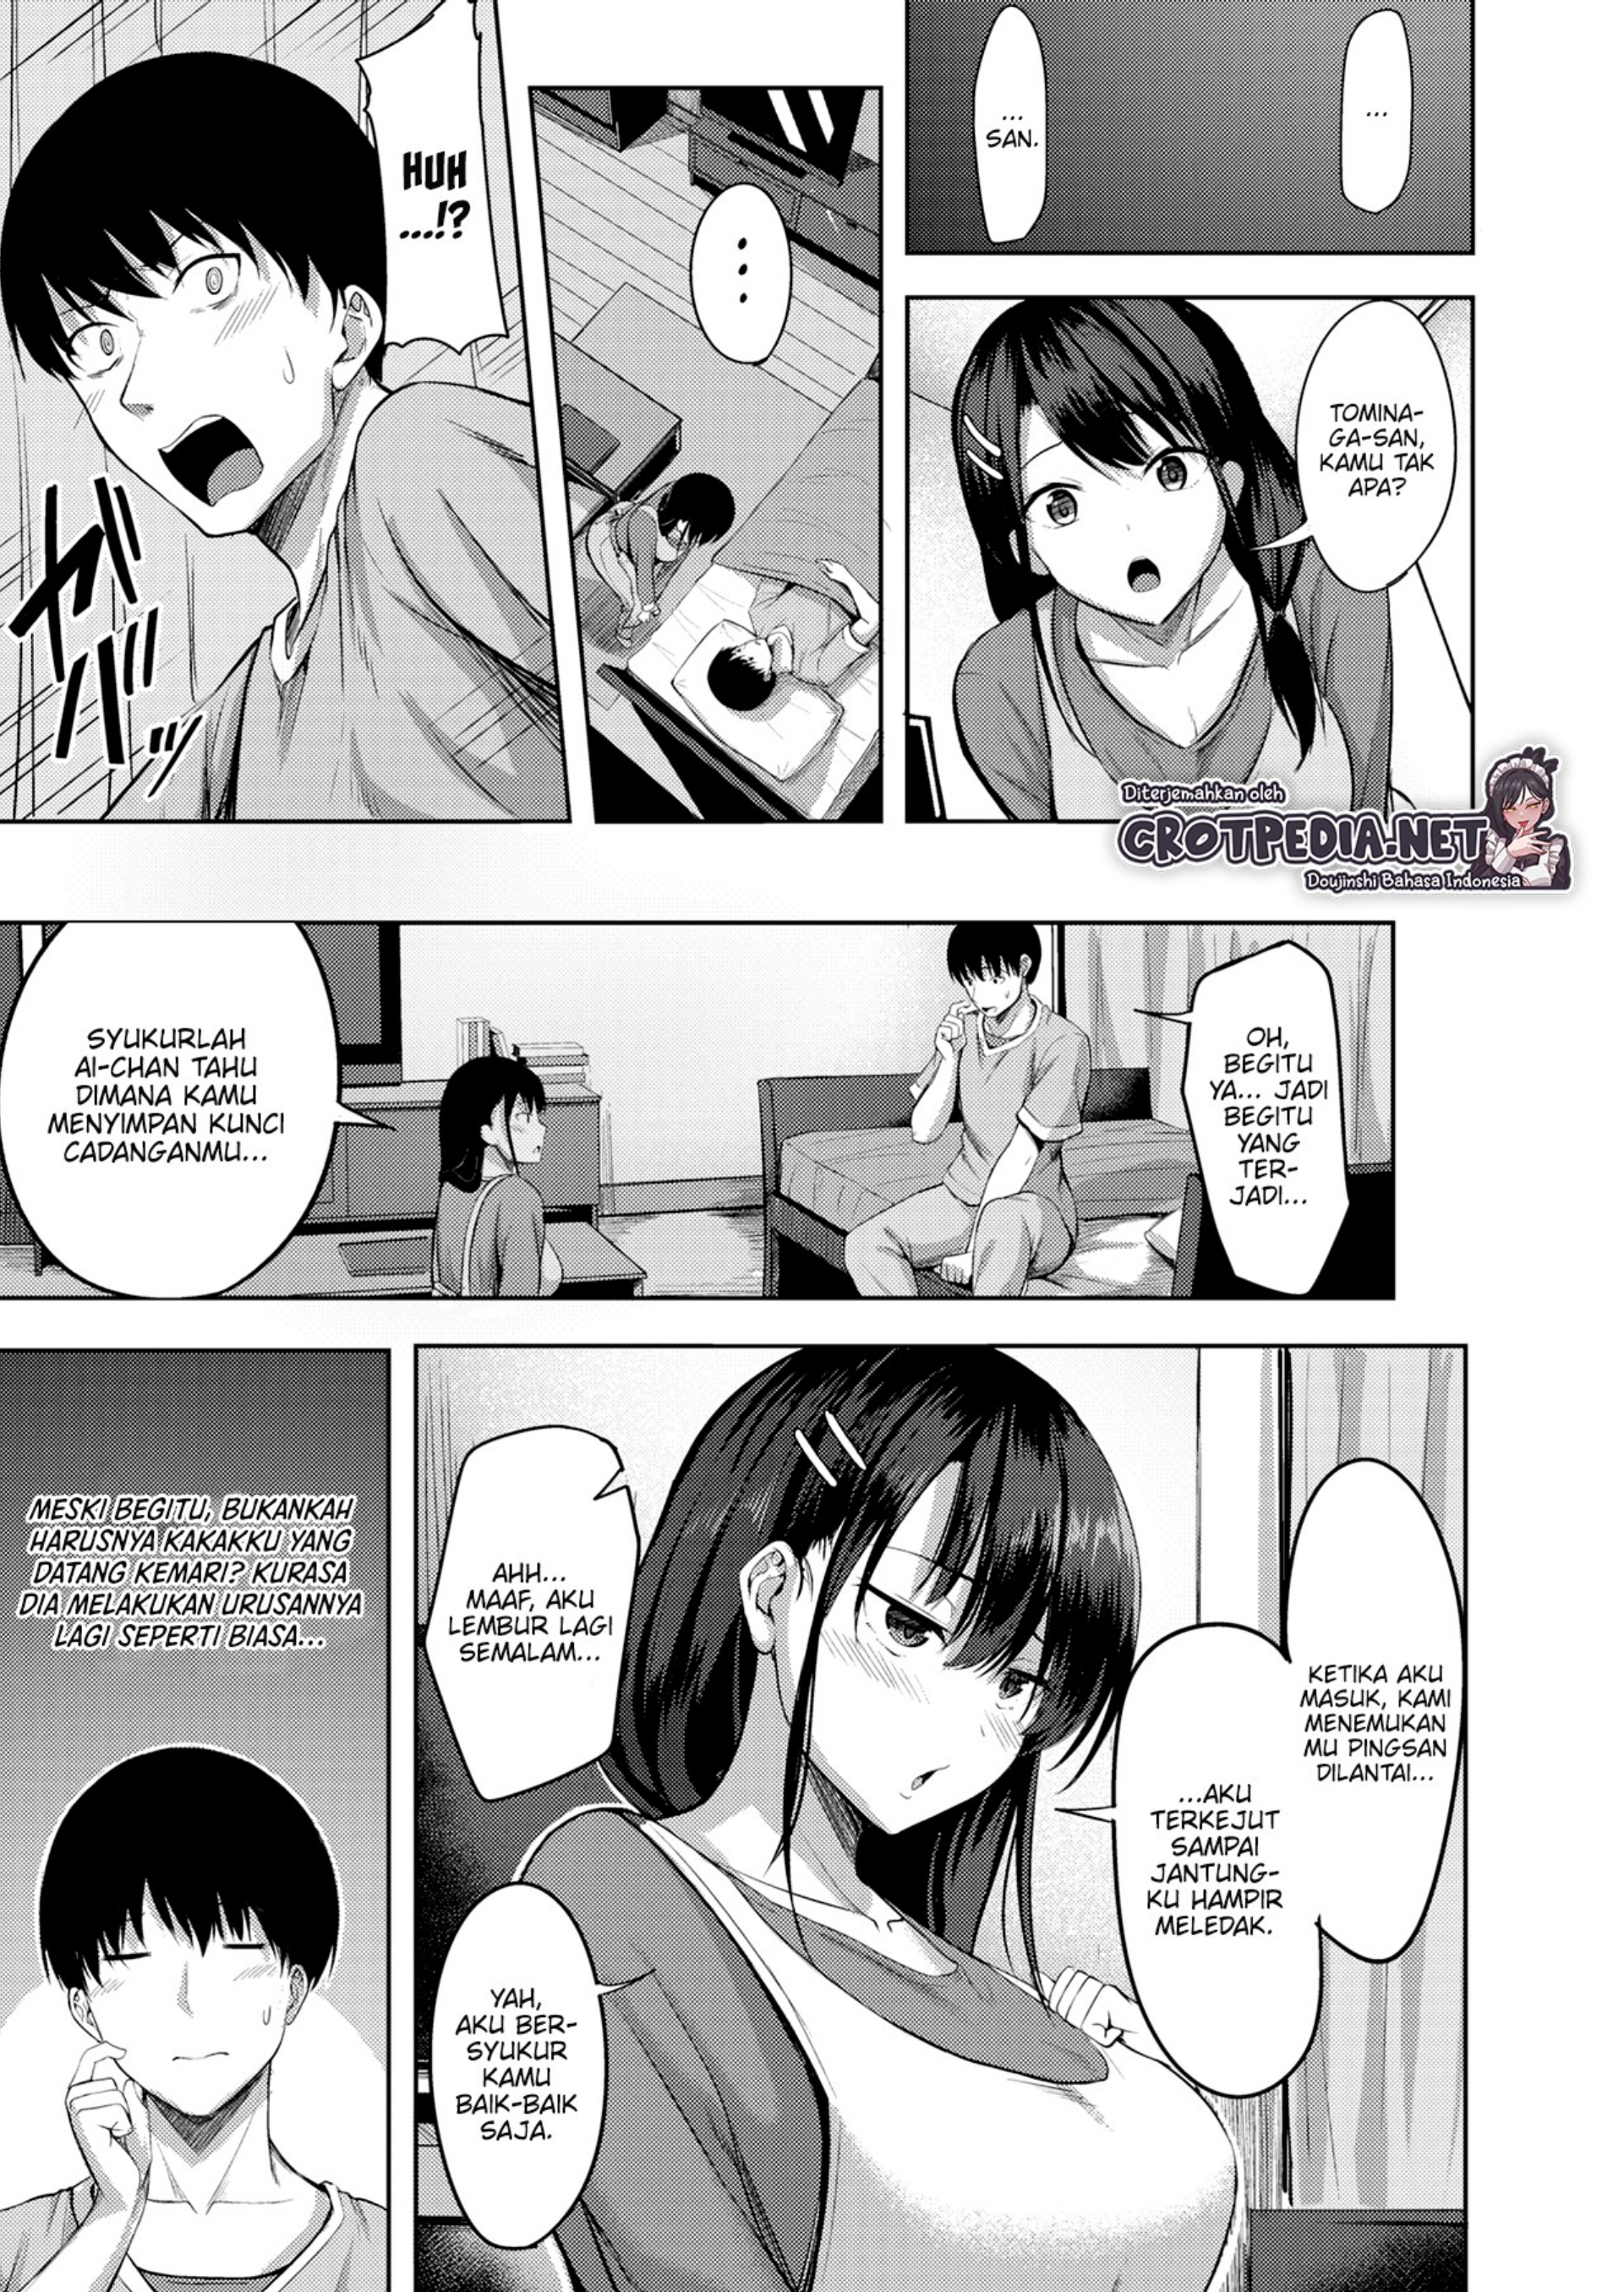 ...
...
SAN.
TOMINA-
GA-SAN,
KAMU TAK
APA?
HUH
....!?
ガバッ
Diterjemahkan oleh
CROTPEDIA.NET
Doujinshi Bahasa Indonesia
OH,
BEGITU
YA... JADI
BEGITU
YANG
TER-
JADI...
SYUKURLAH
AI-CHAN TAHU
DIMANA KAMU
MENYIMPAN KUNCI
CADANGANMU...
KETIKA AKU
MASUK, KAMI
MENEMUKAN
MU PINGSAN
DILANTAI...
...AKU
TERKEJUT
SAMPAI
JANTUNG-
KU HAMPIR
MELEDAK.
AHH...
MAAF, AKU
LEMBUR LAGI
SEMALAM...
YAH,
AKU BER-
SYUKUR
KAMU
BAIK-BAIK
SAJA.
MESKI BEGITU, BUKANKAH
HARUSNYA KAKAKKU YANG
DATANG KEMARI? KURASA
DIA MELAKUKAN URUSANNYA
LAGI SEPERTI BIASA...